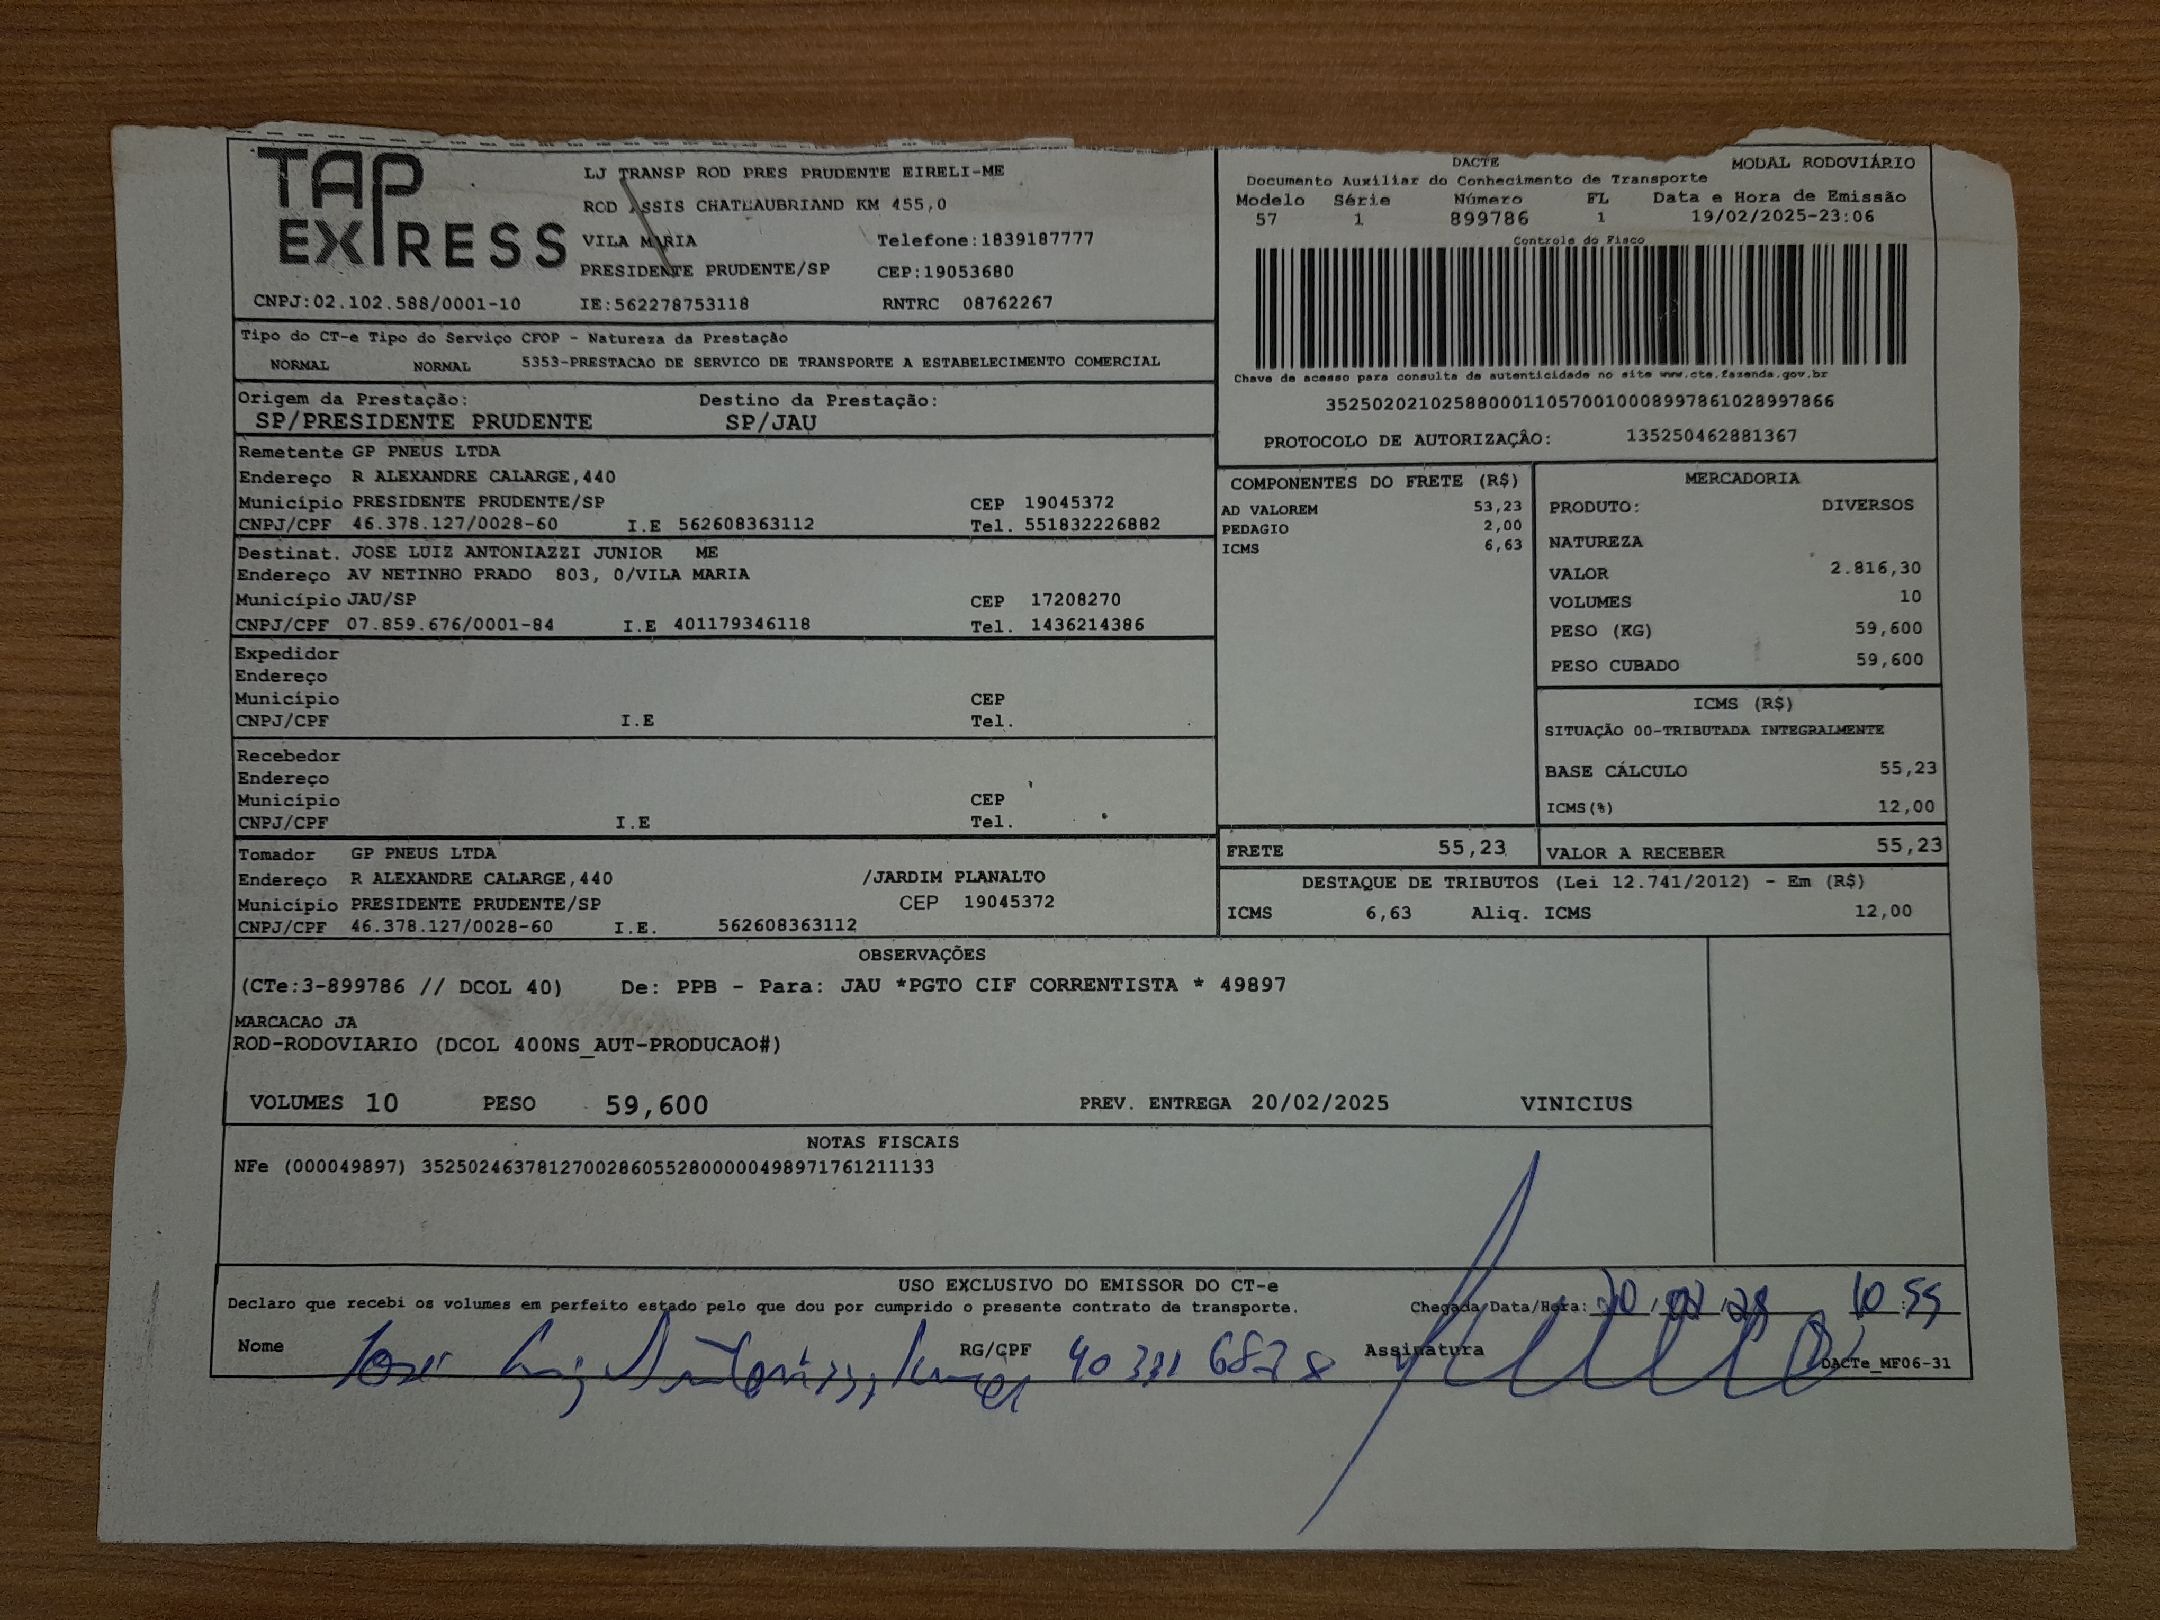 TAP
EXPRESS
LJ TRANSP ROD PRES PRUDENTE EIRELI-ME
ROD ASSIS CHATEAUBRIAND KM 455,0
VILA MARIA Telefone:1839187777
PRESIDENTE PRUDENTE/SP CEP:19053680
CNPJ:02.102.588/0001-10 IE:562278753118 RNTRC 08762267
DACTE MODAL RODOVIÁRIO
Documento Auxiliar do Conhecimento de Transporte
Modelo Série Número FL Data e Hora de Emissão
57 1 899786 1 19/02/2025-23:06
Controle do Fisco
Chave de acesso para consulta de autenticidade no site www.cte.fazenda.gov.br
35250202102588000110570010008997861028997866
PROTOCOLO DE AUTORIZAÇÃO: 135250462881367
Tipo do CT-e Tipo do Serviço CFOP - Natureza da Prestação
NORMAL NORMAL 5353-PRESTACAO DE SERVICO DE TRANSPORTE A ESTABELECIMENTO COMERCIAL
Origem da Prestação: Destino da Prestação:
SP/PRESIDENTE PRUDENTE SP/JAU
Remetente GP PNEUS LTDA
Endereço R ALEXANDRE CALARGE,440
Município PRESIDENTE PRUDENTE/SP CEP 19045372
CNPJ/CPF 46.378.127/0028-60 I.E 562608363112 Tel. 551832226882
Destinat. JOSE LUIZ ANTONIAZZI JUNIOR ME
Endereço AV NETINHO PRADO 803, 0/VILA MARIA
Município JAU/SP CEP 17208270
CNPJ/CPF 07.859.676/0001-84 I.E 401179346118 Tel. 1436214386
Expedidor
Endereço
Município CEP
CNPJ/CPF I.E Tel.
Recebedor
Endereço
Município CEP
CNPJ/CPF I.E Tel.
Tomador GP PNEUS LTDA
Endereço R ALEXANDRE CALARGE,440 /JARDIM PLANALTO
Município PRESIDENTE PRUDENTE/SP CEP 19045372
CNPJ/CPF 46.378.127/0028-60 I.E. 562608363112
COMPONENTES DO FRETE (R$)
AD VALOREM 53,23
PEDAGIO 2,00
ICMS 6,63
FRETE 55,23
MERCADORIA
PRODUTO: DIVERSOS
NATUREZA
VALOR 2.816,30
VOLUMES 10
PESO (KG) 59,600
PESO CUBADO 59,600
ICMS (R$)
SITUAÇÃO 00-TRIBUTADA INTEGRALMENTE
BASE CÁLCULO 55,23
ICMS(%) 12,00
VALOR A RECEBER 55,23
DESTAQUE DE TRIBUTOS (Lei 12.741/2012) - Em (R$)
ICMS 6,63 Aliq. ICMS 12,00
OBSERVAÇÕES
(CTe:3-899786 // DCOL 40) De: PPB - Para: JAU *PGTO CIF CORRENTISTA * 49897
MARCACAO JA
ROD-RODOVIARIO (DCOL 400NS_AUT-PRODUCAO#)
VOLUMES 10 PESO 59,600 PREV. ENTREGA 20/02/2025 VINICIUS
NOTAS FISCAIS
NFe (000049897) 35250246378127002860552800000498971761211133
USO EXCLUSIVO DO EMISSOR DO CT-e
Declaro que recebi os volumes em perfeito estado pelo que dou por cumprido o presente contrato de transporte. Chegada Data/Hora: 20/02/25 10:55
Nome Jose Luiz Antoniazzi Junior RG/CPF 40 331 687 8 Assinatura
DACTe_MF06-31